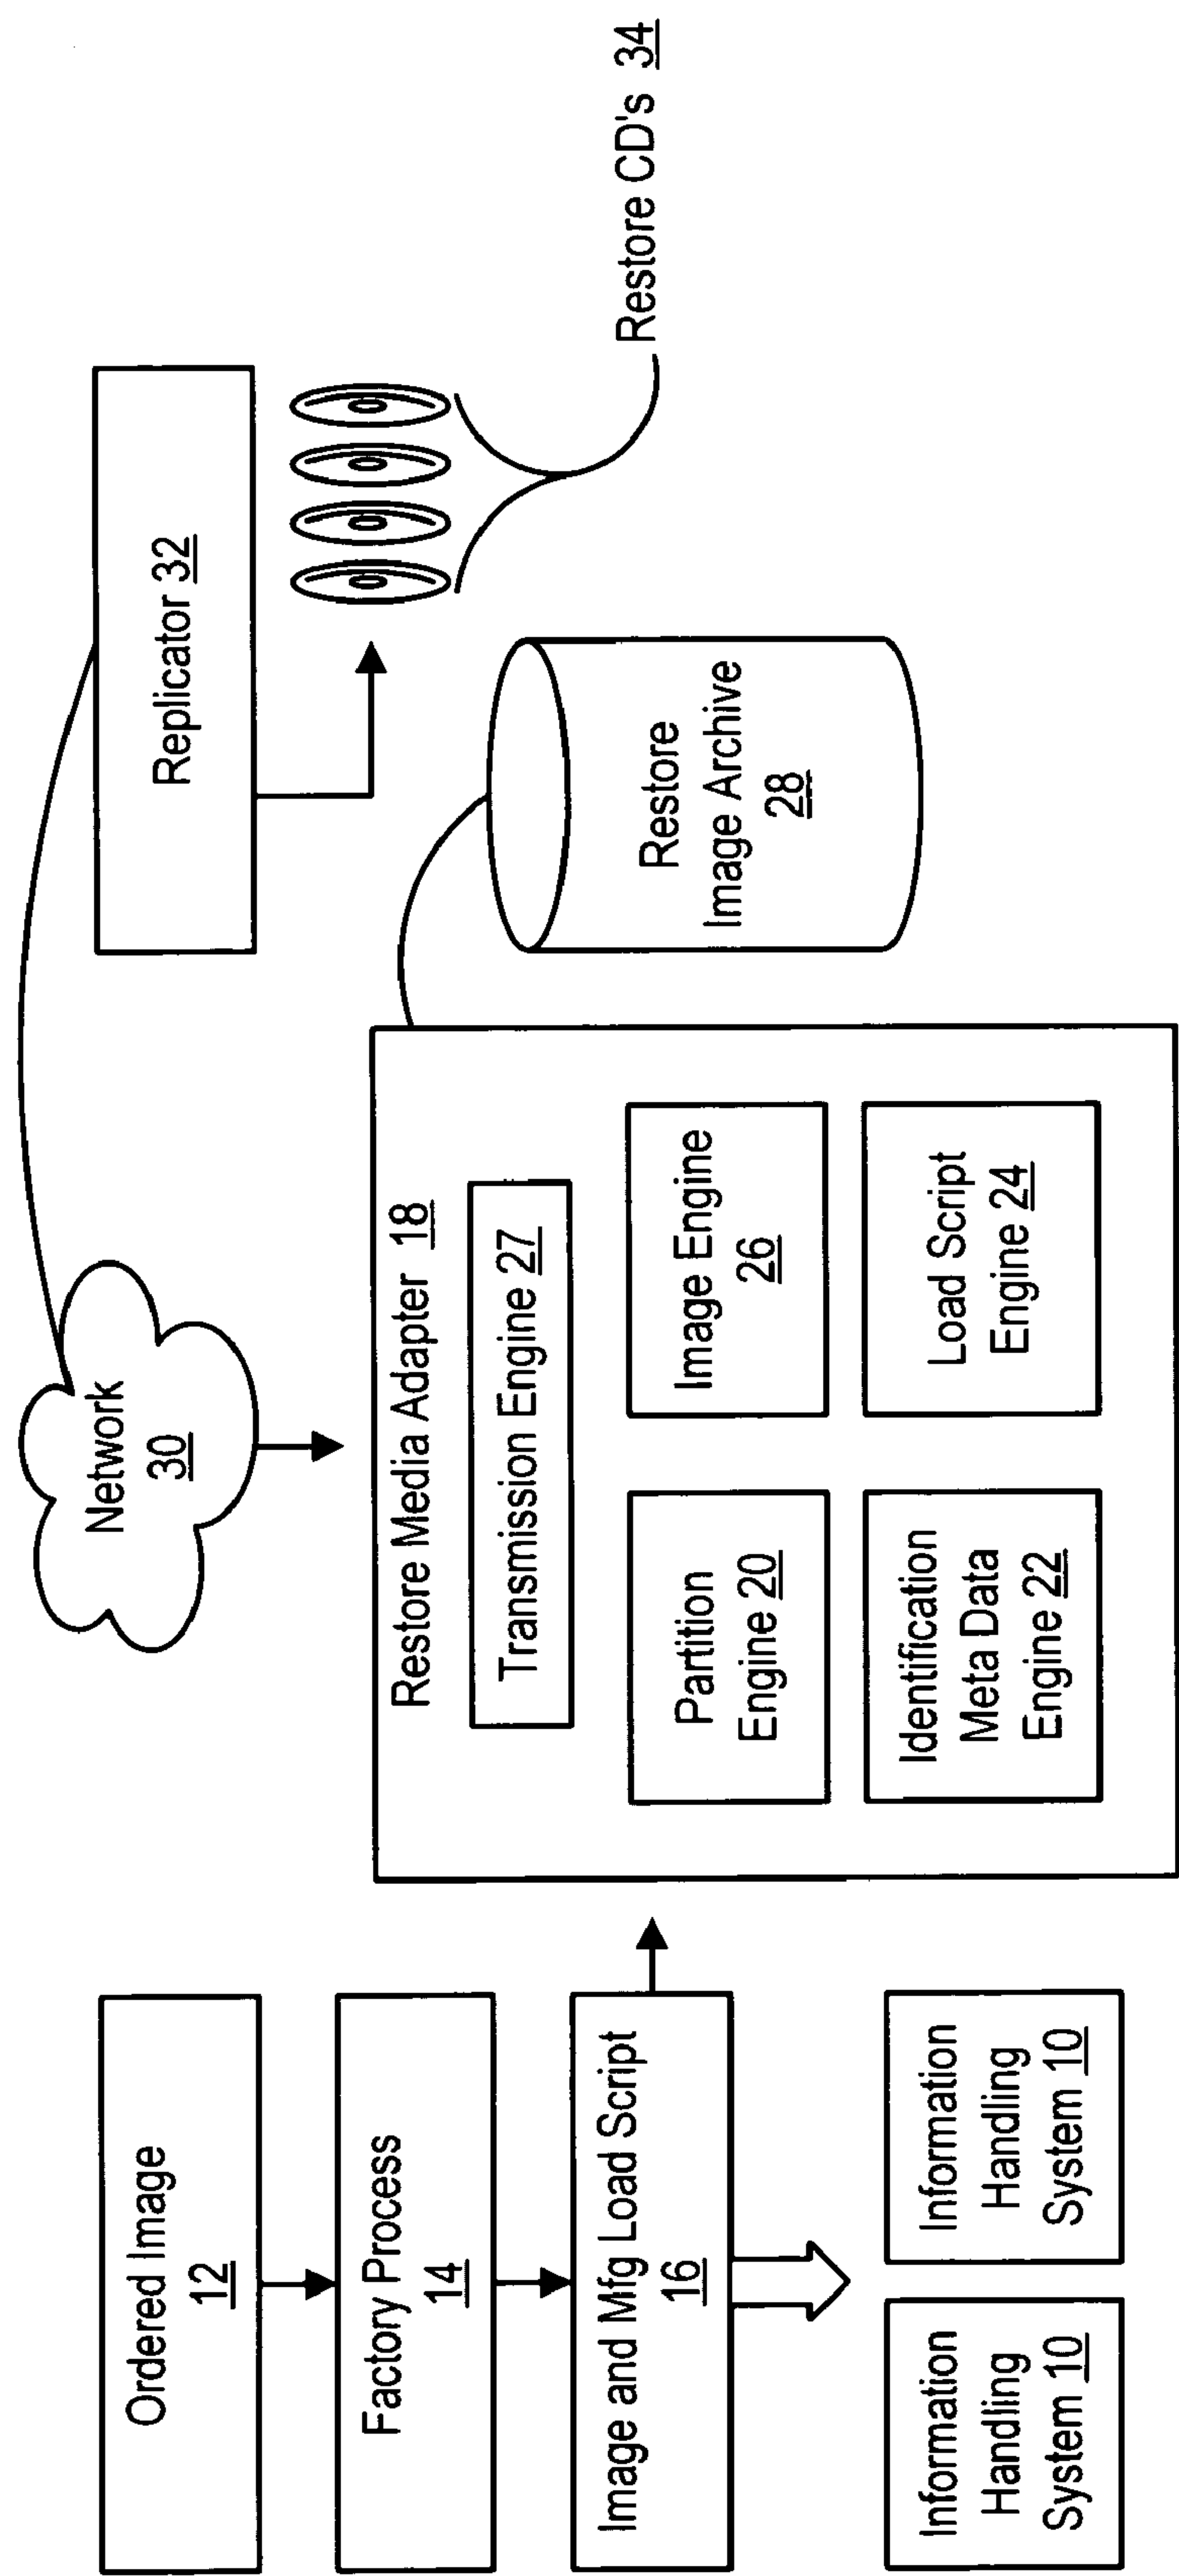 Ordered Image
12
Factory Process
14
Image and Mfg Load Script
16
Information
Handling
System 10
Information
Handling
System 10
Network
30
Restore Media Adapter 18
Transmission Engine 27
Partition
Engine 20
Image Engine
26
Identification
Meta Data
Engine 22
Load Script
Engine 24
Replicator 32
Restore
Image Archive
28
Restore CD's 34